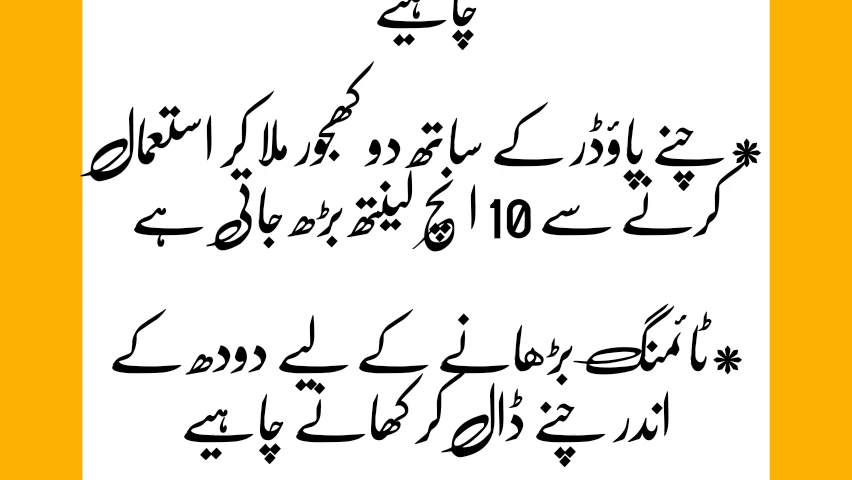 چاہیے
*چنے پاؤڈر کے ساتھ دو کھجور ملا کر استعمال
کرنے سے 10 انچ لینتھ بڑھ جاتی ہے
*ٹائمنگ بڑھانے کے لیے دودھ کے
اندر چنے ڈال کر کھانے چاہیے